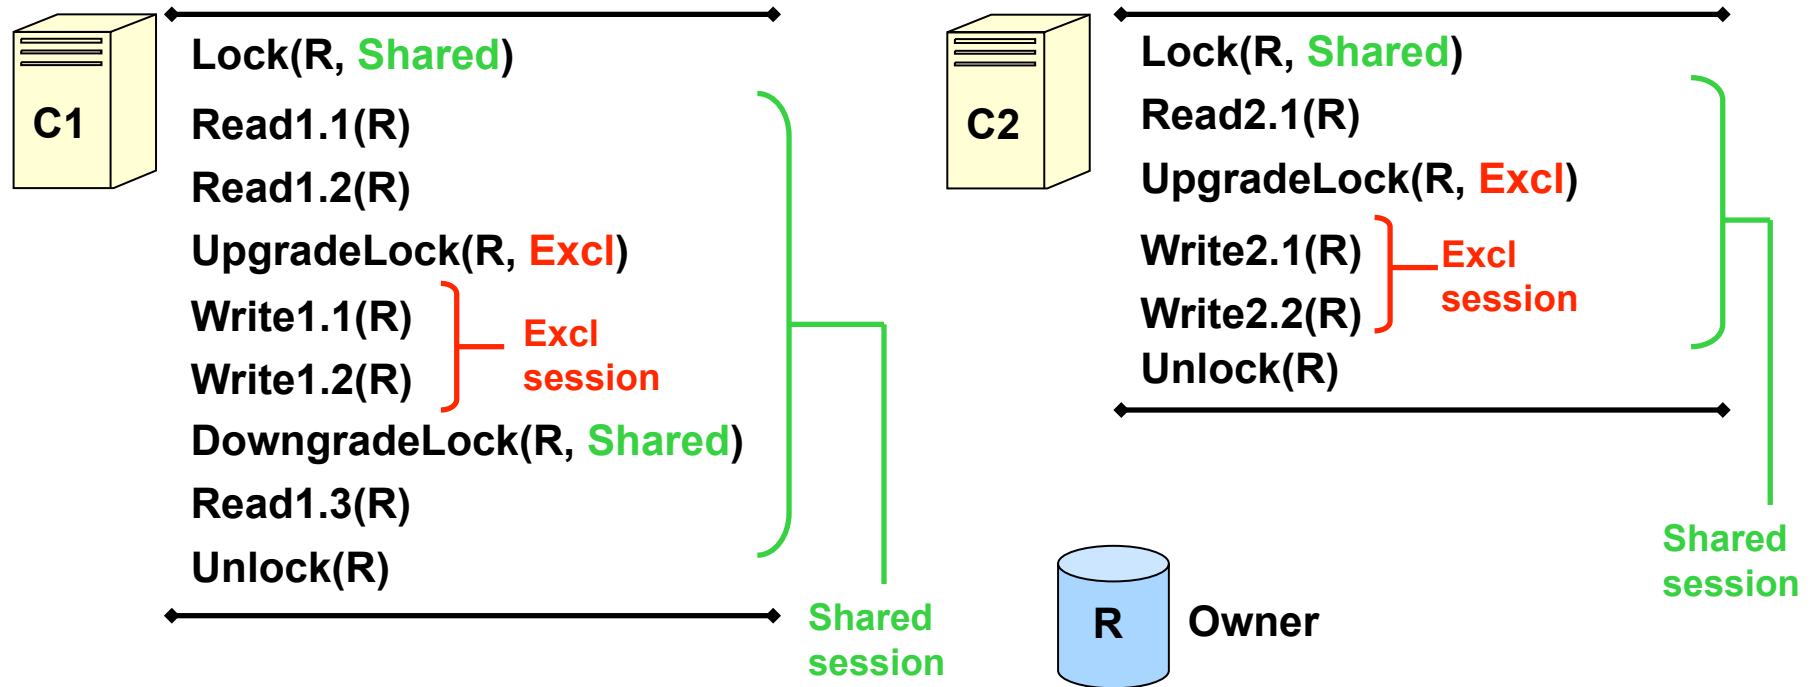 C1
Lock(R, Shared)
Read1.1(R)
Read1.2(R)
UpgradeLock(R, Excl)
Write1.1(R)
Write1.2(R)
Excl
session
DowngradeLock(R, Shared)
Read1.3(R)
Unlock(R)
Shared
session
C2
Lock(R, Shared)
Read2.1(R)
UpgradeLock(R, Excl)
Write2.1(R)
Write2.2(R)
Excl
session
Unlock(R)
Shared
session
R
Owner